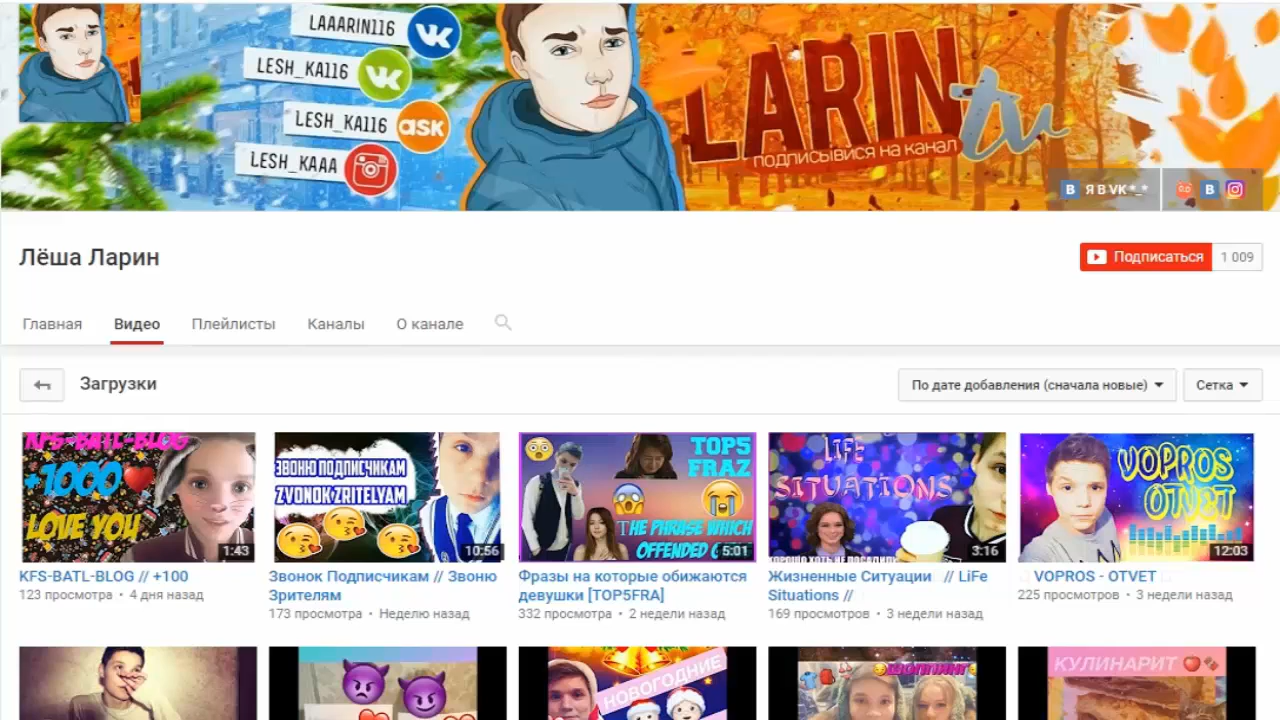 LAAARIN116
LESH_KA116
LESH_KA116
ask
LESH_KAAA
LARIN
tv
ПОДПИСЫВИСЯ НА КАНАЛ
В Я В VK *_*
В
Лёша Ларин
Подписаться
1 009
Главная
Видео
Плейлисты
Каналы
О канале
Загрузки
По дате добавления (сначала новые)
Сетка
KFS-BATL-BLOG
+1000
LOVE YOU
1:43
ЗВОНЮ ПОДПИСЧИКАМ
ZVONOK ZRITELYAM
10:56
TOP5
FRAZ
THE PHRASE WHICH
OFFENDED
5:01
LIFE
SITUATIONS
3:16
VOPROS
OTVET
12:03
KFS-BATL-BLOG // +100
123 просмотра • 4 дня назад
Звонок Подписчикам // Звоню
Зрителям
173 просмотра • Неделю назад
Фразы на которые обижаются
девушки [TOP5FRA]
332 просмотра • 2 недели назад
Жизненные Ситуации // LiFe
Situations //
169 просмотров • 3 недели назад
VOPROS - OTVET
225 просмотров • 3 недели назад
НОВОГОДНИЕ
ШОППИНГ
КУЛИНАРИТ